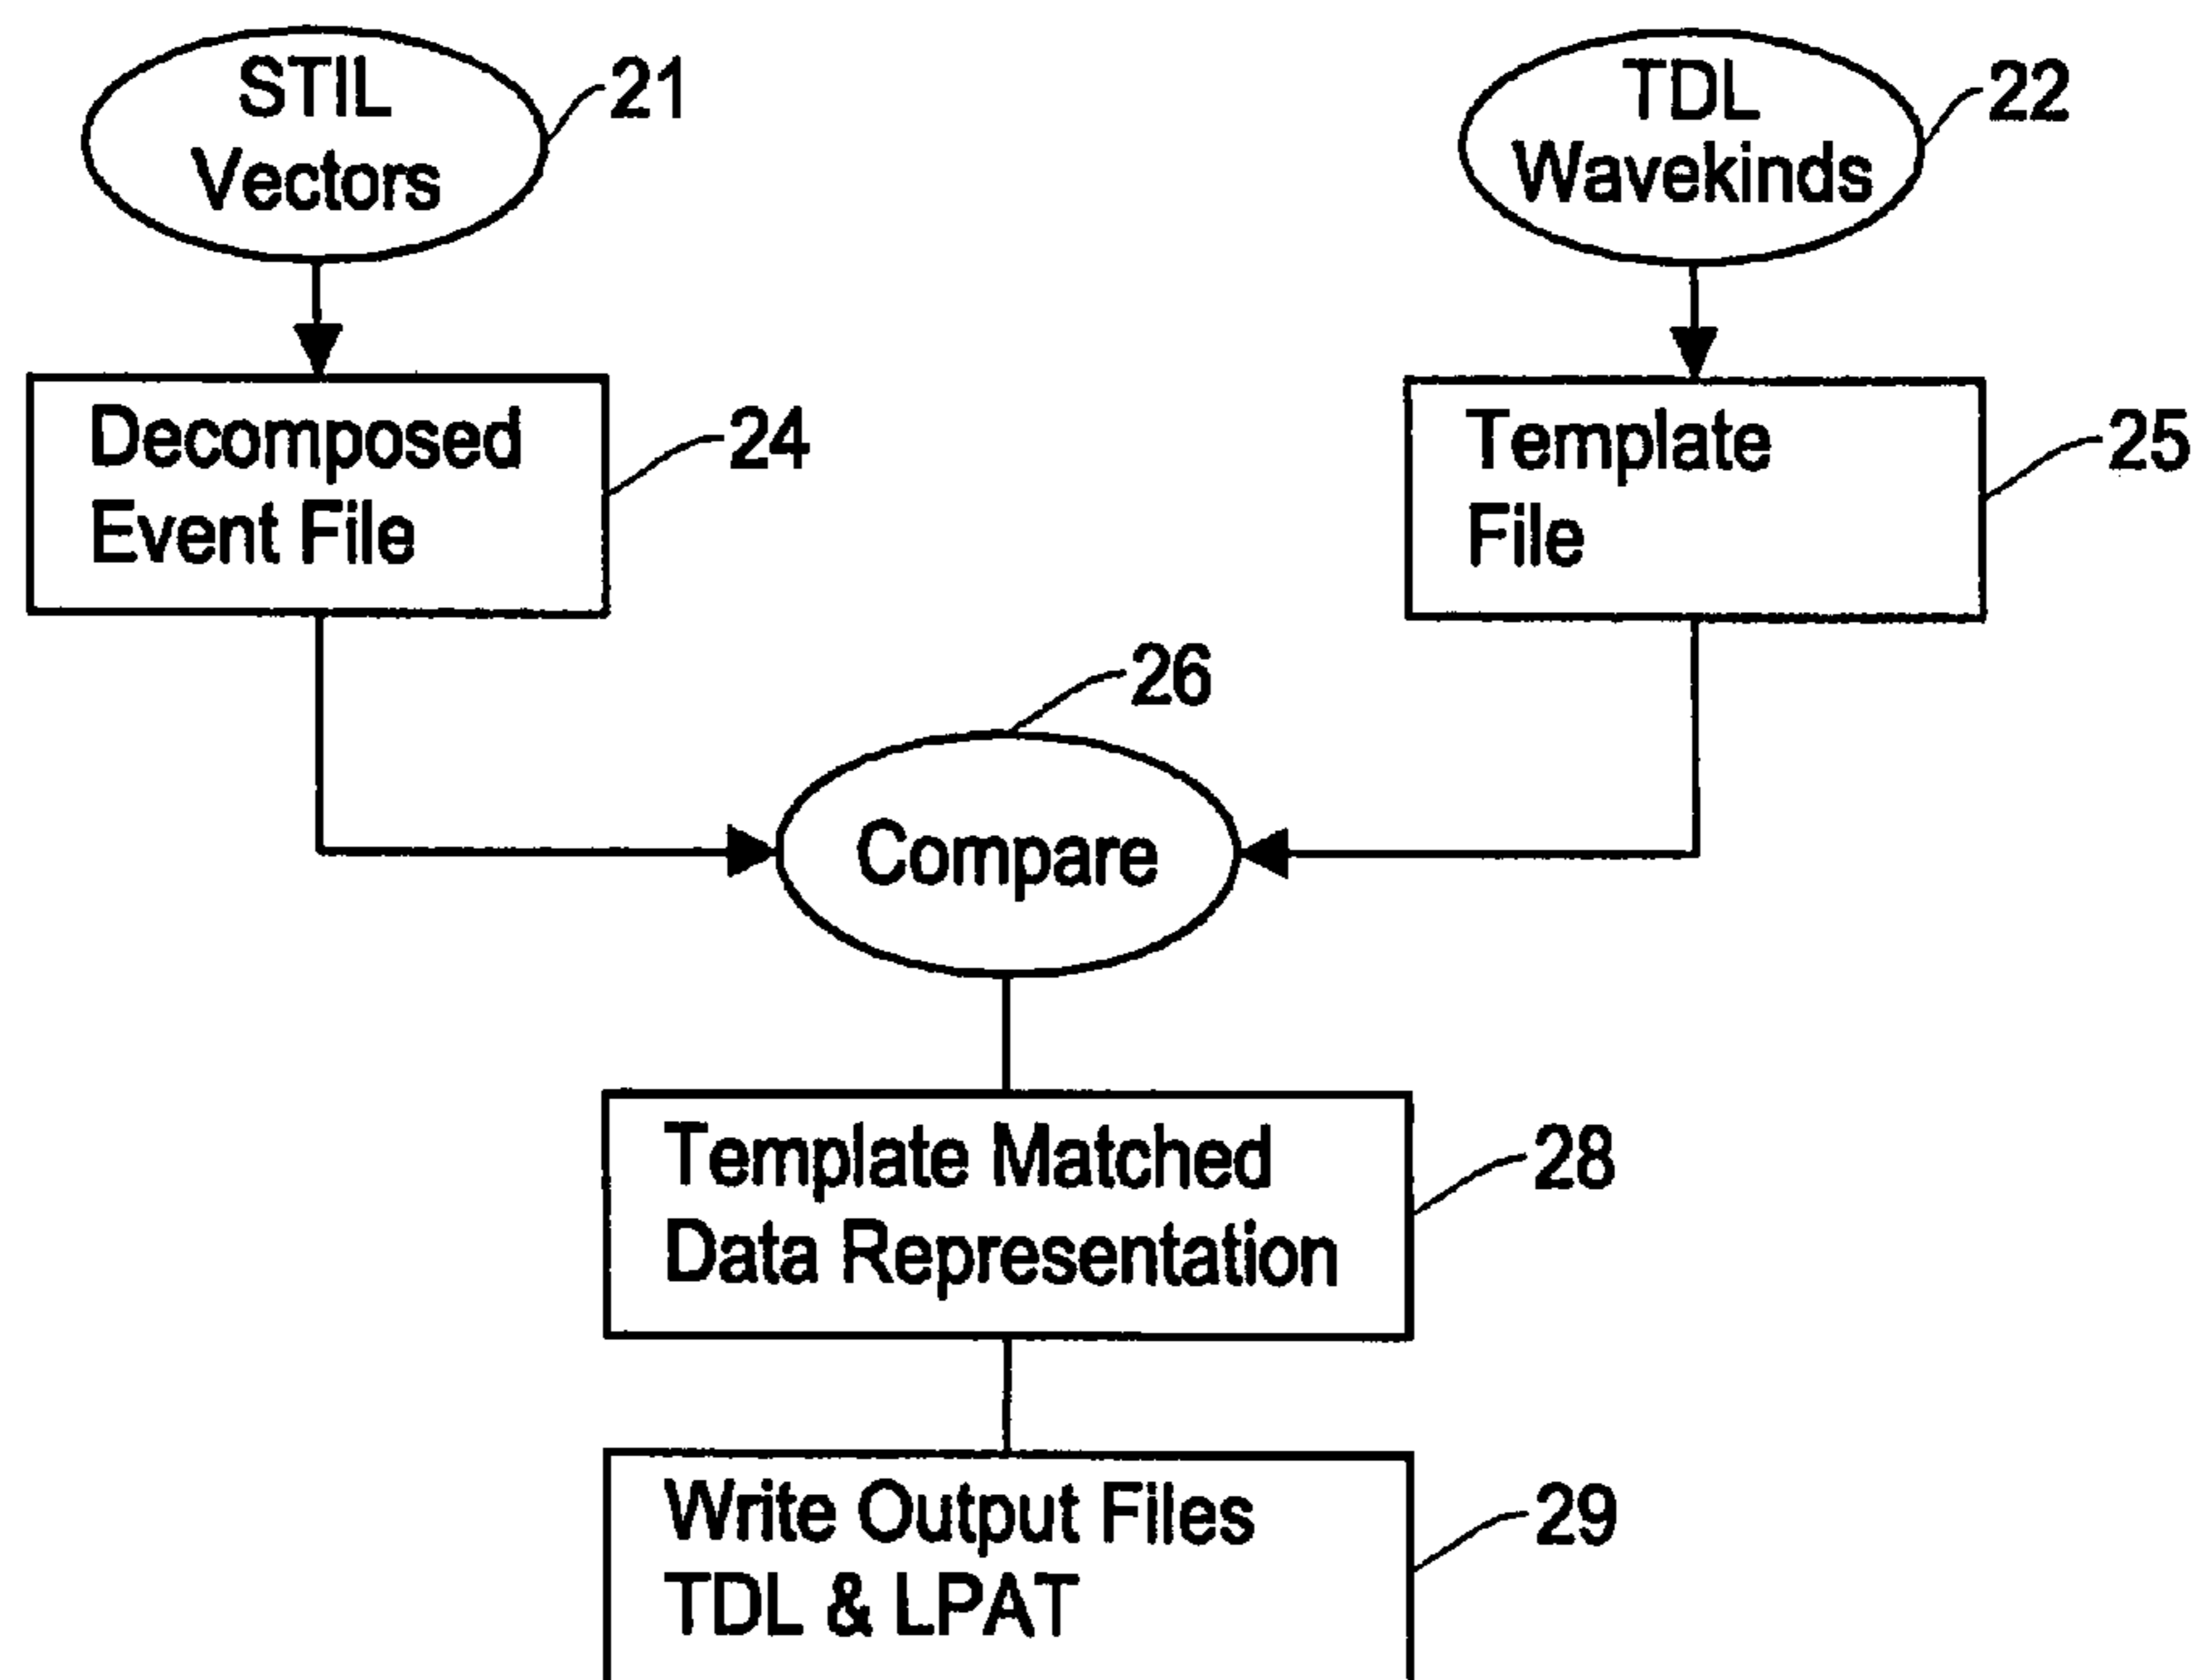 STIL
Vectors
21
TDL
Wavekinds
22
Decomposed
Event File
24
Template
File
25
26
Compare
Template Matched
Data Representation
28
Write Output Files
TDL & LPAT
29